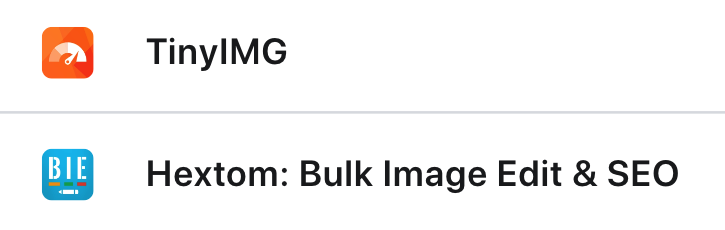 TinyIMG
BIE
Hextom: Bulk Image Edit & SEO